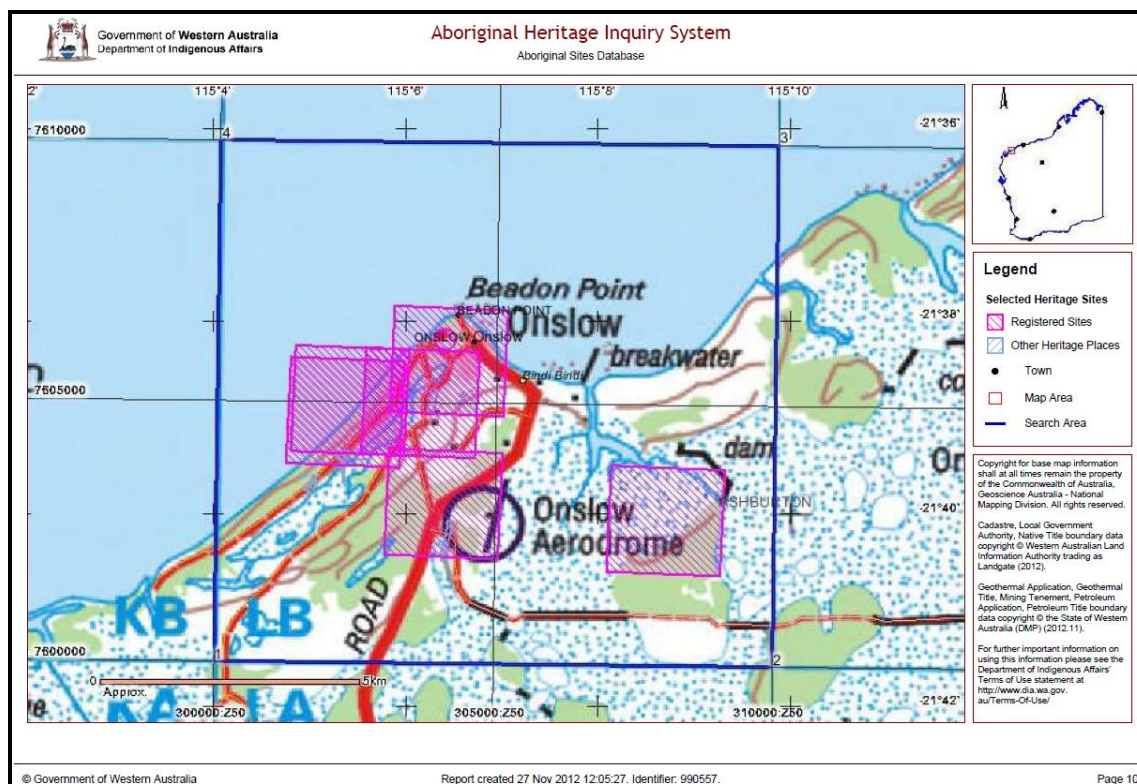 Government of Western Australia
Department of Indigenous Affairs
Aboriginal Heritage Inquiry System
Aboriginal Sites Database
115°4'
115°6'
115°8'
115°10'
7610000
4
3
-21°36'
Beadon Point
BEADON POINT
-21°38'
ONSLOW Onslow
Onslow
breakwater
Bindi Bindi
7605000
dam
SHBURTON
-21°40'
Onslow
Aerodrome
KB
LB
ROAD
7600000
1
2
0
5km
Approx.
KA
LA
-21°42'
300000:Z50
305000:Z50
310000:Z50
Legend
Selected Heritage Sites
Registered Sites
Other Heritage Places
Town
Map Area
Search Area
Copyright for base map information
shall at all times remain the property
of the Commonwealth of Australia,
Geoscience Australia - National
Mapping Division. All rights reserved.
Cadastre, Local Government
Authority, Native Title boundary data
copyright © Western Australian Land
Information Authority trading as
Landgate (2012).
Geothermal Application, Geothermal
Title, Mining Tenement, Petroleum
Application, Petroleum Title boundary
data copyright © the State of Western
Australia (DMP) (2012.11).
For further important information on
using this information please see the
Department of Indigenous Affairs'
Terms of Use statement at
http://www.dia.wa.gov.
au/Terms-Of-Use/
© Government of Western Australia
Report created 27 Nov 2012 12:05:27. Identifier: 990557.
Page 10